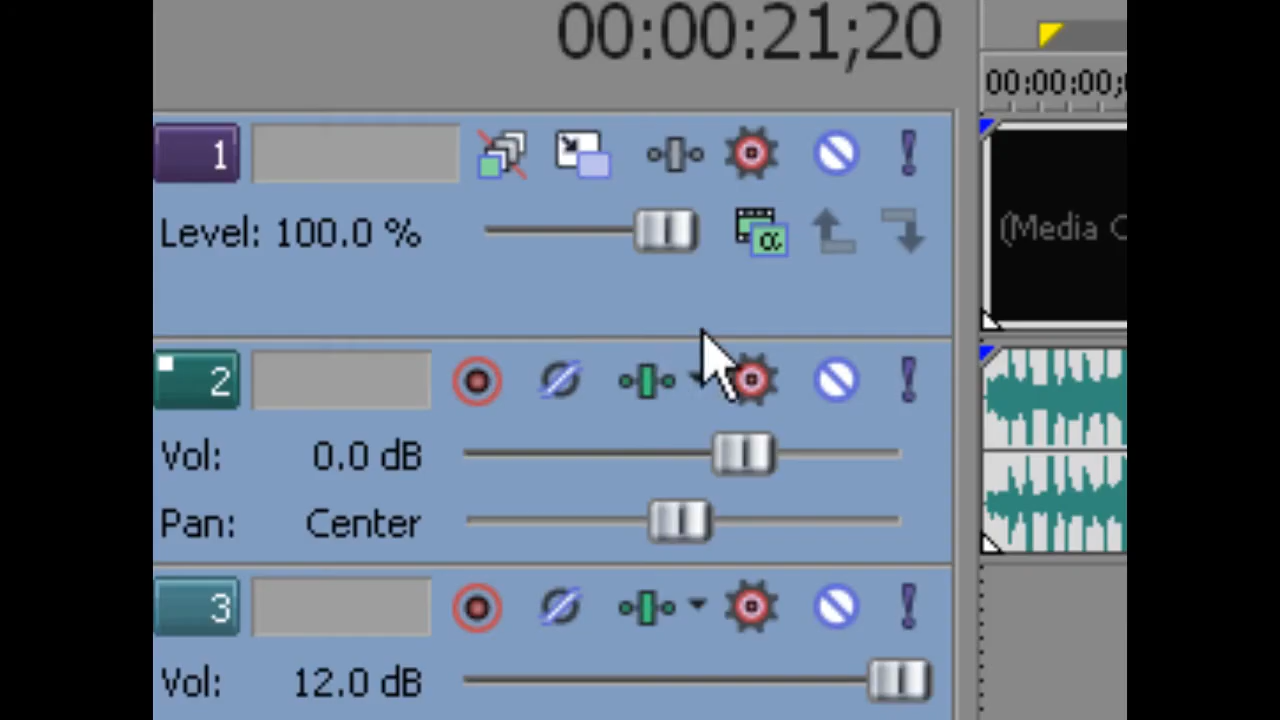 00:00:21;20
00:00:00;
1
Level: 100.0 %
α
(Media
2
Vol: 0.0 dB
Pan: Center
3
Vol: 12.0 dB